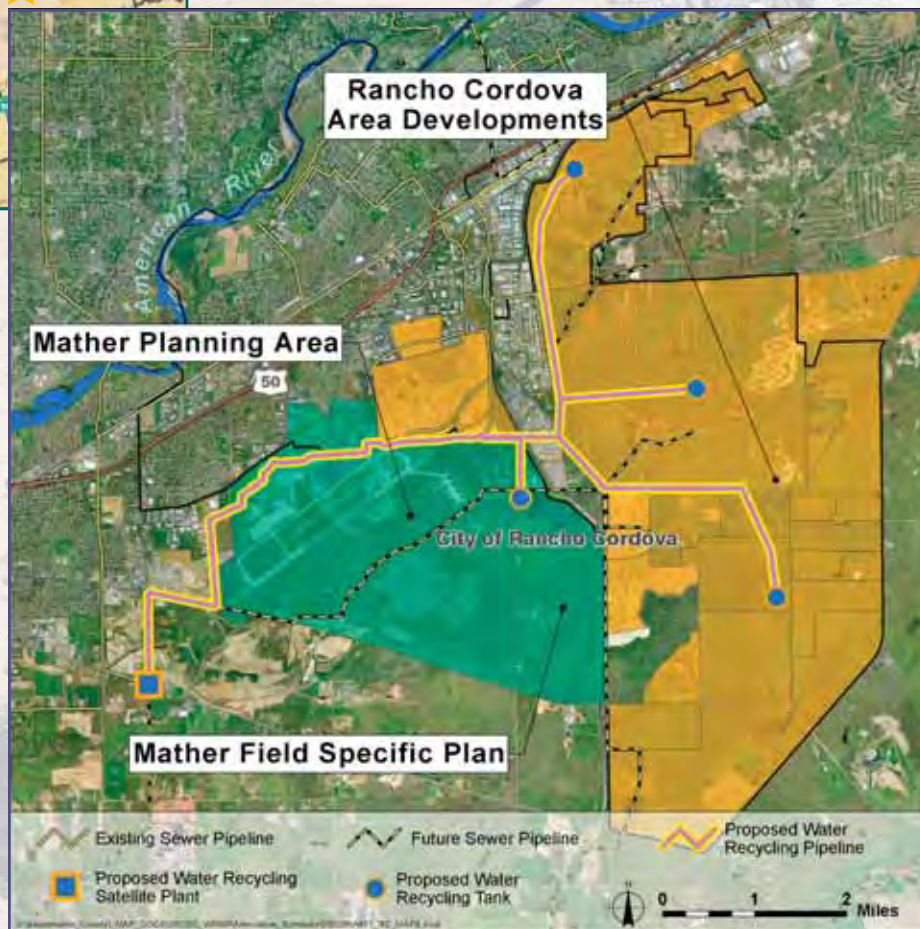 Rancho Cordova
Area Developments
American River
Mather Planning Area
50
City of Rancho Cordova
Mather Field Specific Plan
Existing Sewer Pipeline
Future Sewer Pipeline
Proposed Water
Recycling Pipeline
Proposed Water Recycling
Satellite Plant
Proposed Water
Recycling Tank
N
0 1 2
Miles